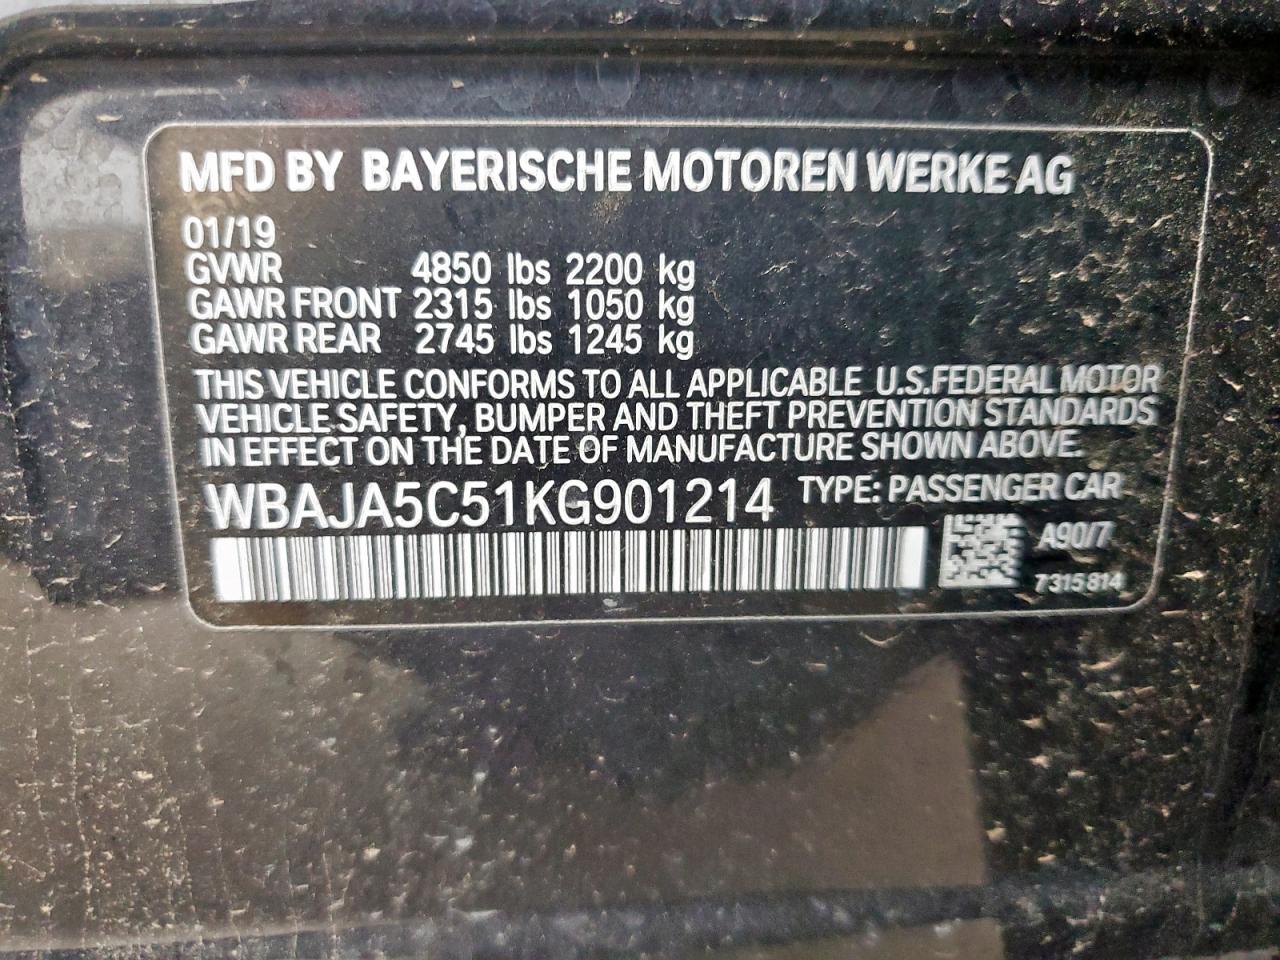 MFD BY BAYERISCHE MOTOREN WERKE AG
01/19
GVWR 4850 lbs 2200 kg
GAWR FRONT 2315 lbs 1050 kg
GAWR REAR 2745 lbs 1245 kg
THIS VEHICLE CONFORMS TO ALL APPLICABLE U.S.FEDERAL MOTOR
VEHICLE SAFETY, BUMPER AND THEFT PREVENTION STANDARDS
IN EFFECT ON THE DATE OF MANUFACTURE SHOWN ABOVE.
WBAJA5C51KG901214 TYPE: PASSENGER CAR
A90/7
7315814